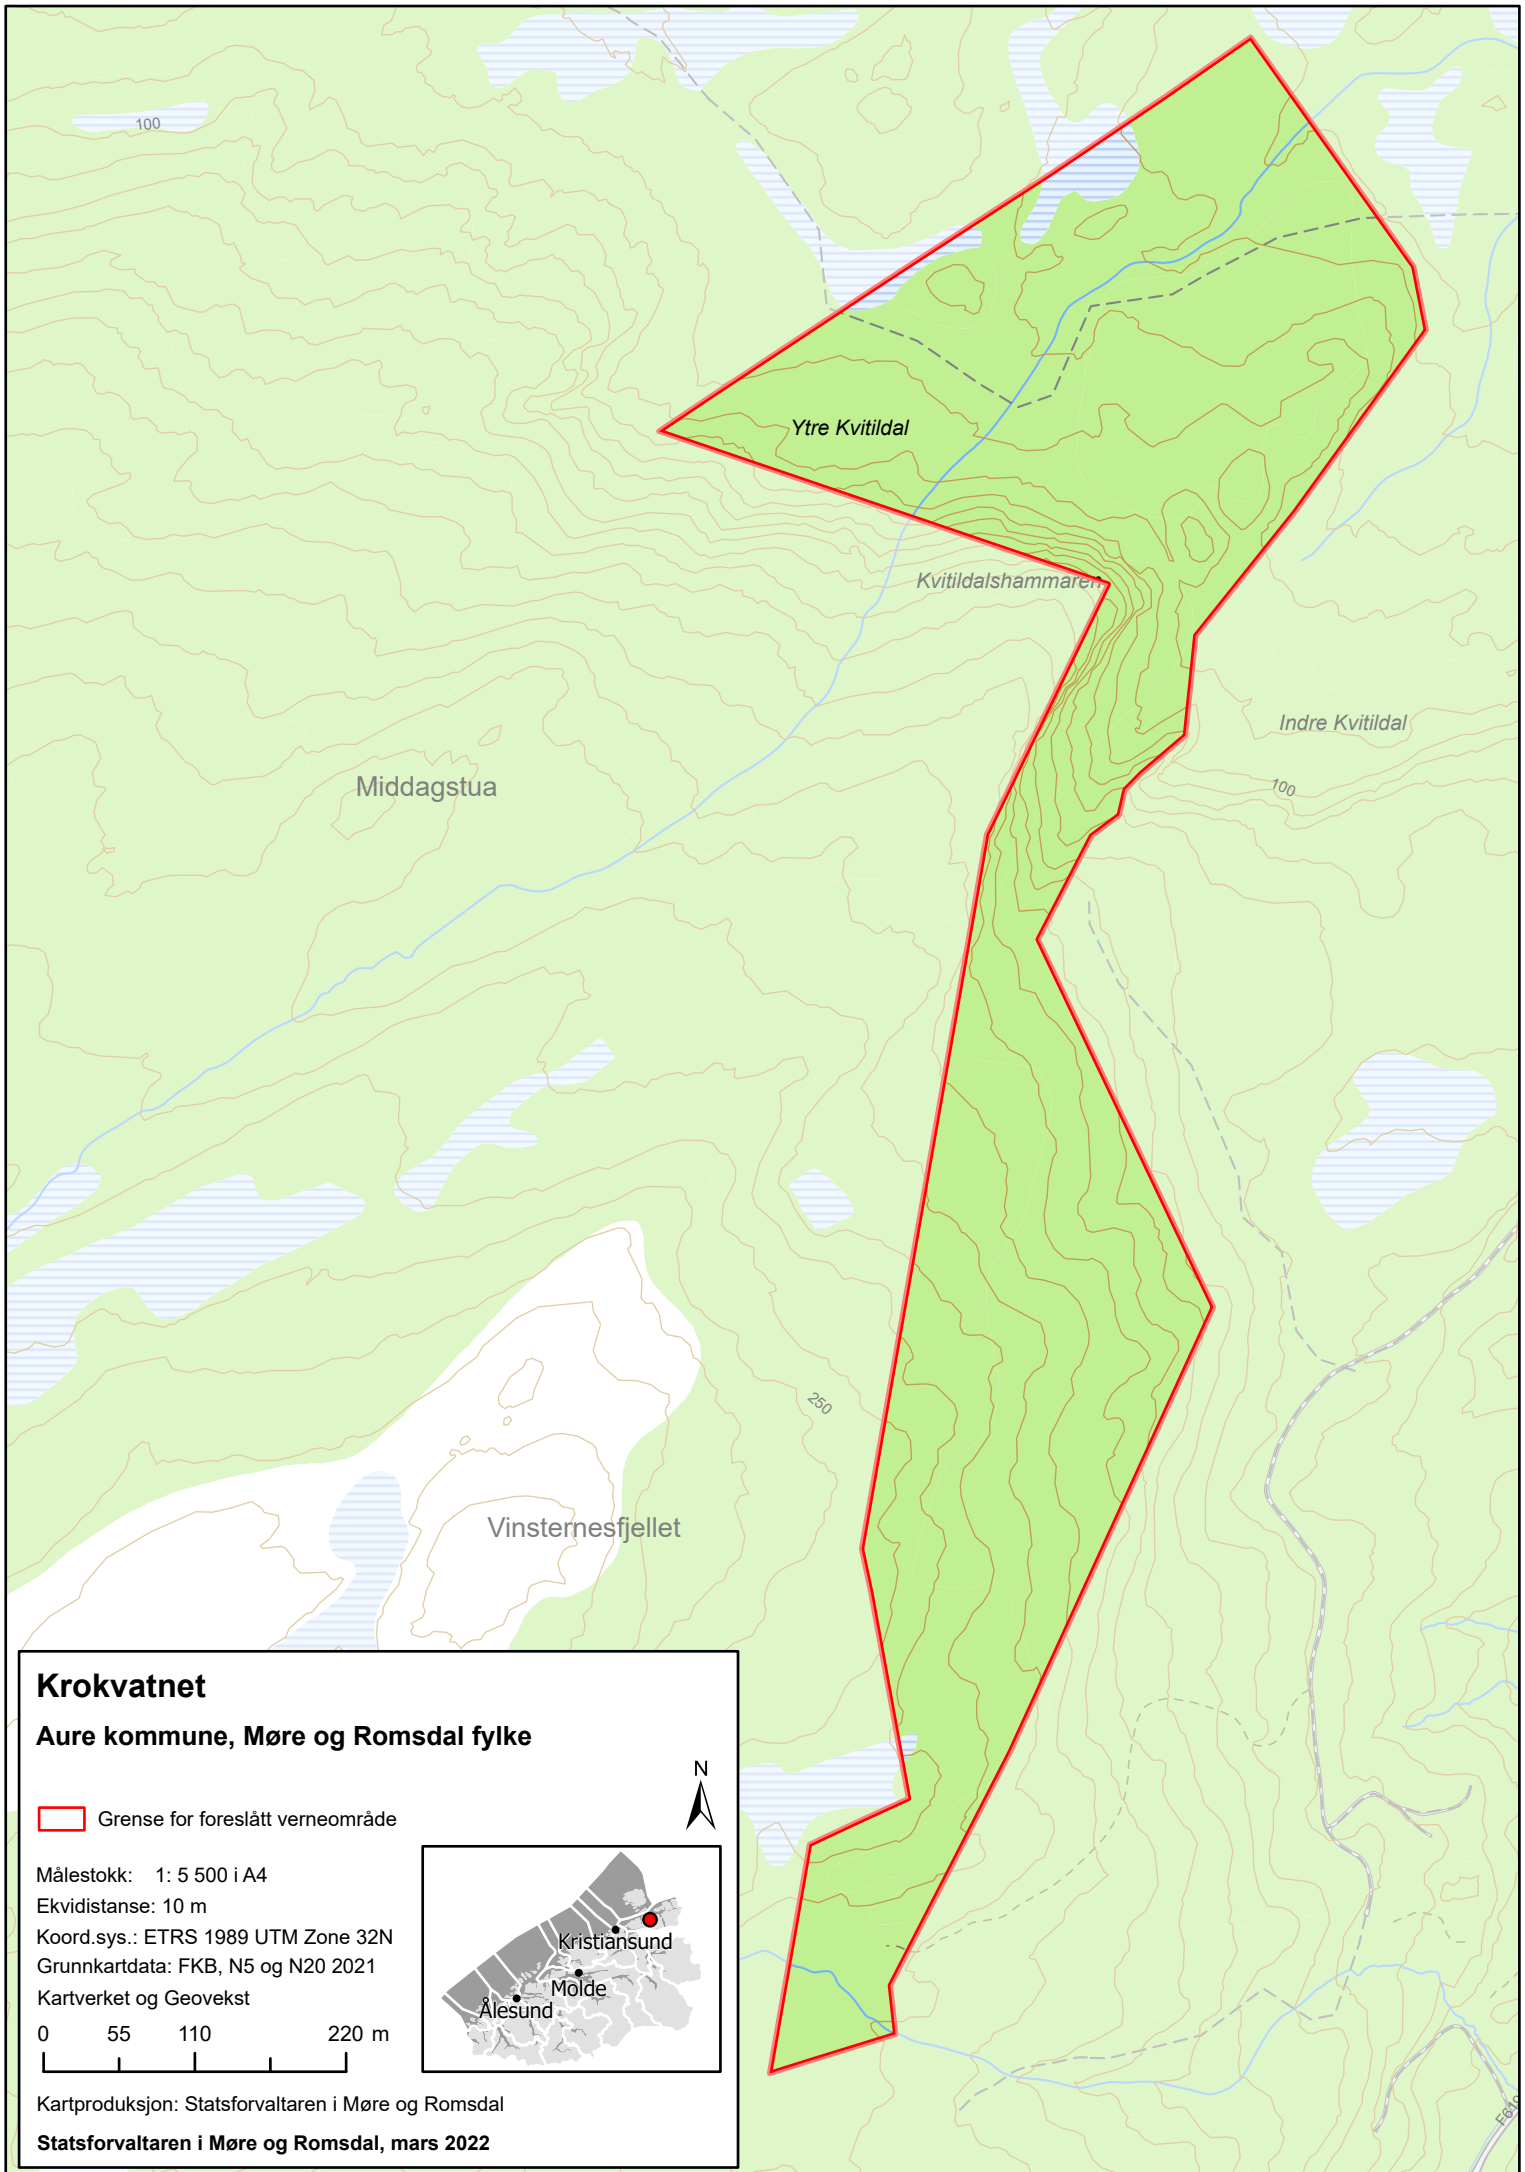 100
Ytre Kvitildal
Kvitildalshammaren
Indre Kvitildal
Middagstua
100
250
Vinsternesfjellet
Krokvatnet
Aure kommune, Møre og Romsdal fylke
N
Grense for foreslått verneområde
Målestokk: 1: 5 500 i A4
Ekvidistanse: 10 m
Koord.sys.: ETRS 1989 UTM Zone 32N
Grunnkartdata: FKB, N5 og N20 2021
Kartverket og Geovekst
0 55 110 220 m
Kristiansund
Molde
Ålesund
Kartproduksjon: Statsforvaltaren i Møre og Romsdal
Statsforvaltaren i Møre og Romsdal, mars 2022